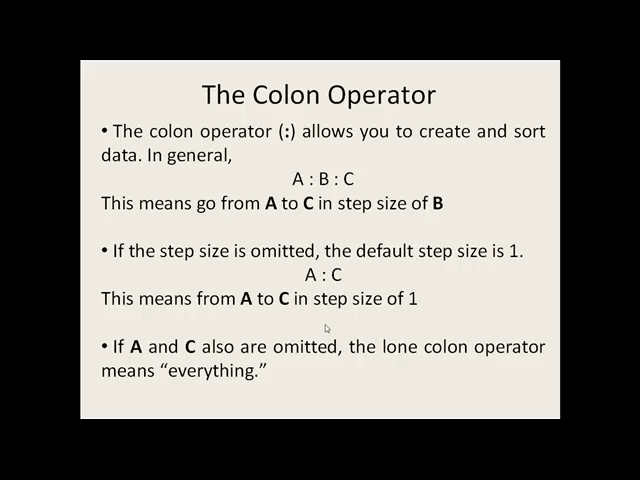 The Colon Operator
• The colon operator (:) allows you to create and sort
data. In general,
A : B : C
This means go from A to C in step size of B
• If the step size is omitted, the default step size is 1.
A : C
This means from A to C in step size of 1
• If A and C also are omitted, the lone colon operator
means “everything.”